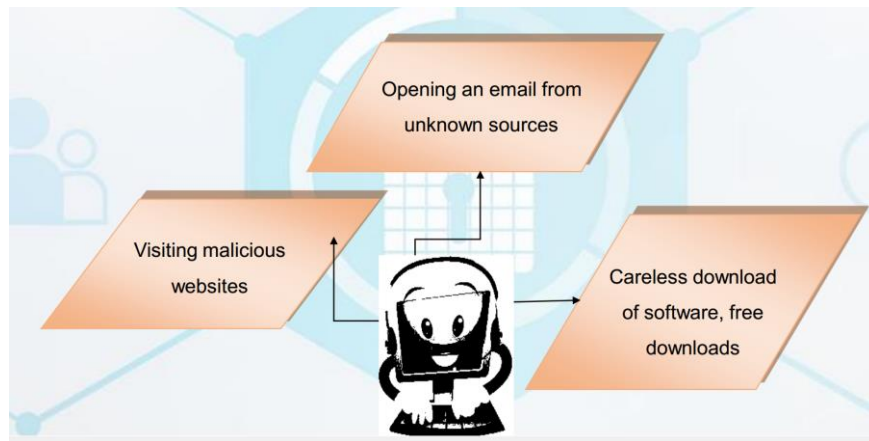 Opening an email from
unknown sources
Visiting malicious
websites
Careless download
of software, free
downloads